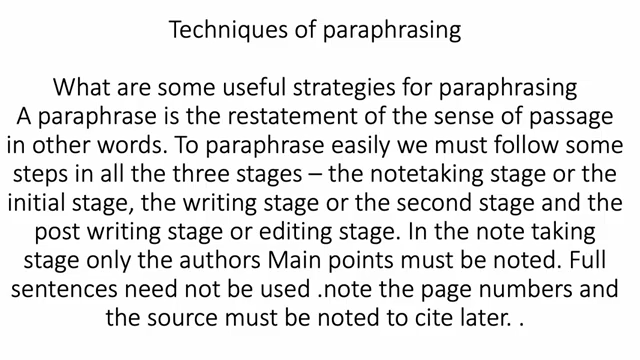 Techniques of paraphrasing
What are some useful strategies for paraphrasing
A paraphrase is the restatement of the sense of passage
in other words. To paraphrase easily we must follow some
steps in all the three stages – the notetaking stage or the
initial stage, the writing stage or the second stage and the
post writing stage or editing stage. In the note taking
stage only the authors Main points must be noted. Full
sentences need not be used .note the page numbers and
the source must be noted to cite later. .